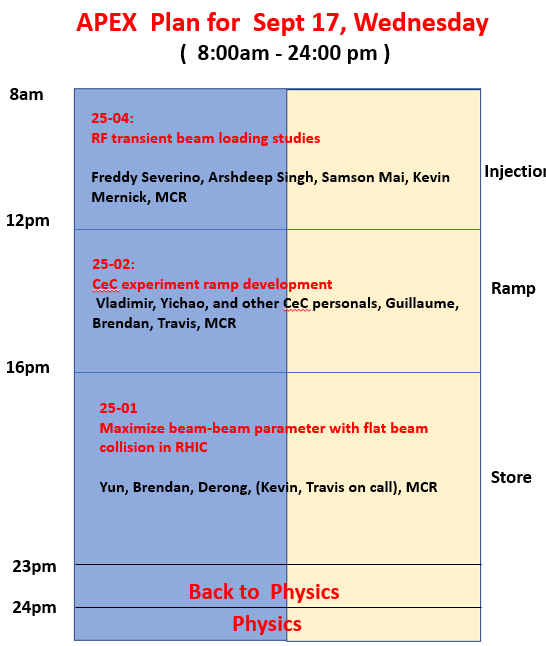 APEX Plan for Sept 17, Wednesday
( 8:00am - 24:00 pm )
8am
25-04:
RF transient beam loading studies
Freddy Severino, Arshdeep Singh, Samson Mai, Kevin
Mernick, MCR
Injection
12pm
25-02:
CeC experiment ramp development
Vladimir, Yichao, and other CeC personals, Guillaume,
Brendan, Travis, MCR
Ramp
16pm
25-01
Maximize beam-beam parameter with flat beam
collision in RHIC
Yun, Brendan, Derong, (Kevin, Travis on call), MCR
Store
23pm
Back to Physics
24pm
Physics